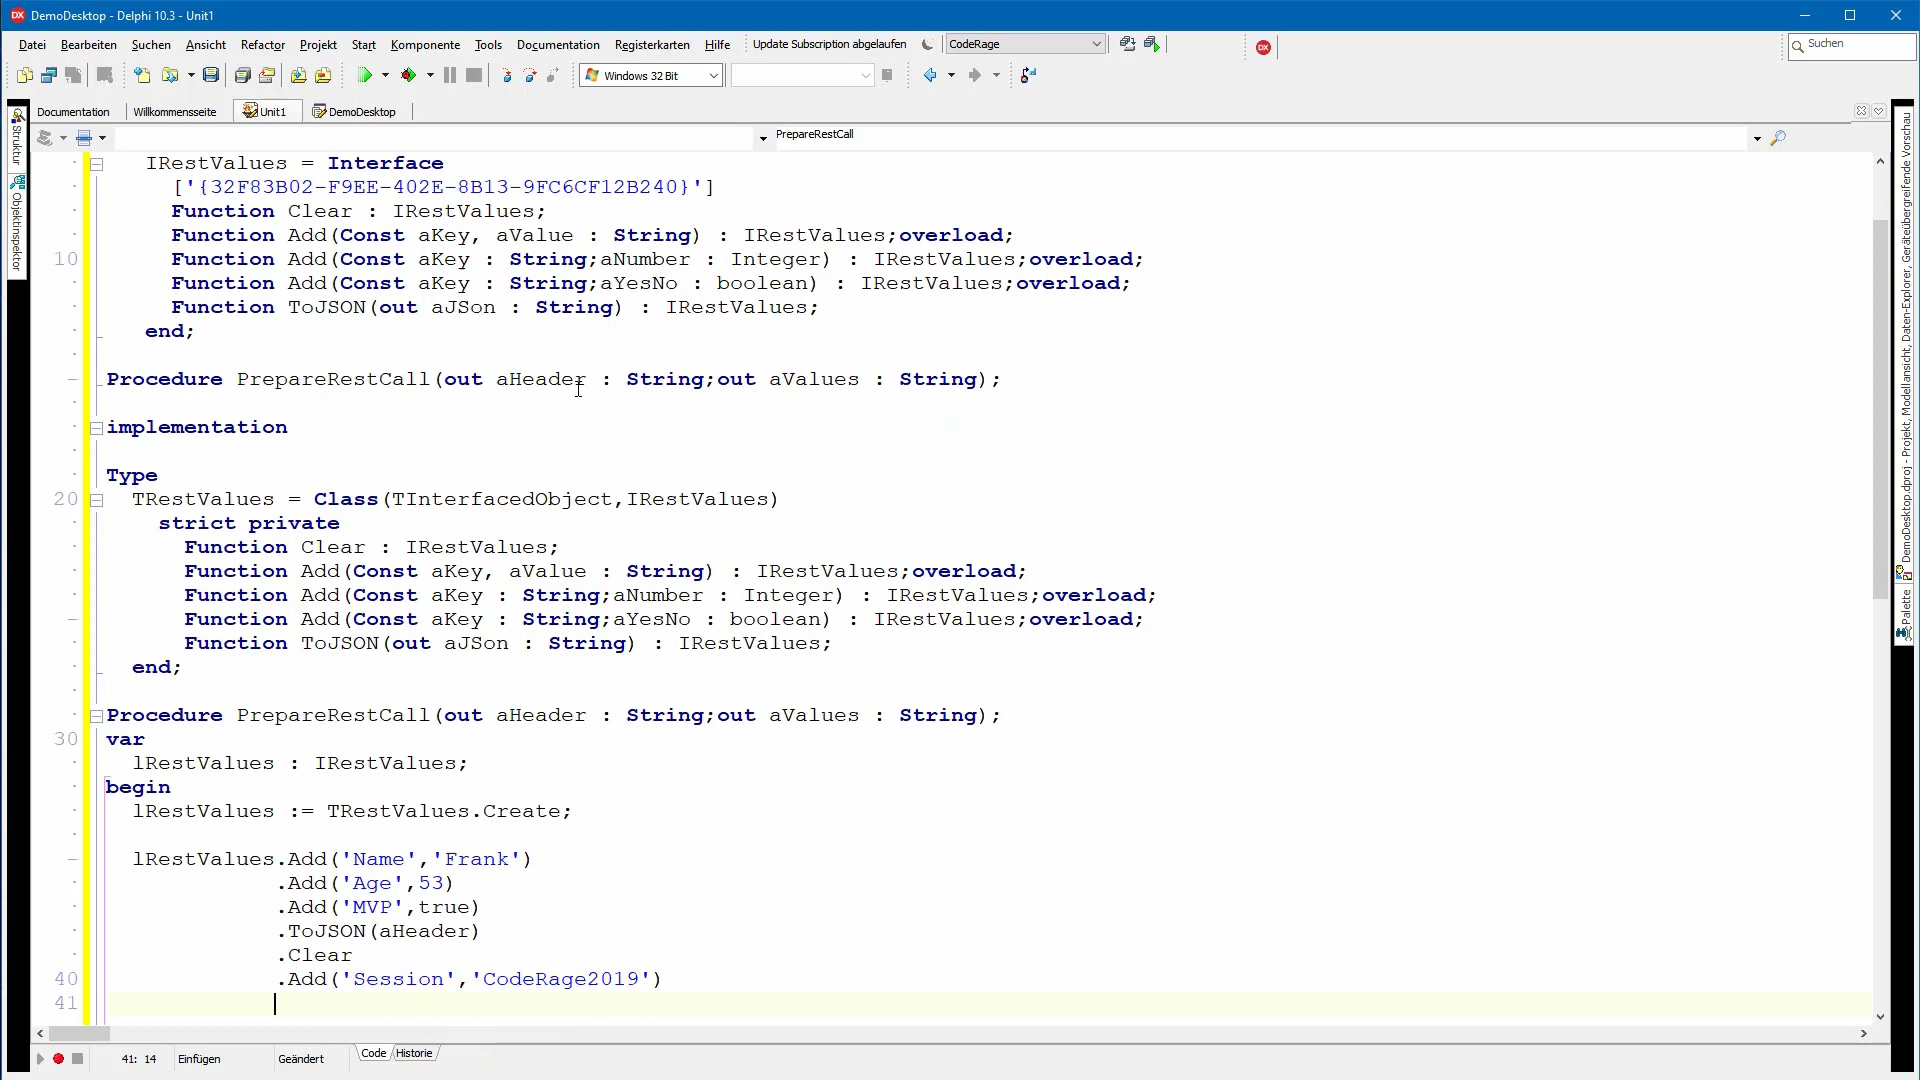 DX DemoDesktop - Delphi 10.3 - Unit1
Datei Bearbeiten Suchen Ansicht Refactor Projekt Start Komponente Tools Documentation Registerkarten Hilfe Update Subscription abgelaufen CodeRage DX Suchen
Windows 32 Bit
Documentation Willkommensseite Unit1 DemoDesktop
PrepareRestCall
Struktur
Objektinspektor
DemoDesktop.dproj - Projekt, Modellansicht, Daten-Explorer, Geräteübergreifende Vorschau
Palette
IRestValues = Interface
['{32F83B02-F9EE-402E-8B13-9FC6CF12B240}']
Function Clear : IRestValues;
Function Add(Const aKey, aValue : String) : IRestValues;overload;
10 Function Add(Const aKey : String;aNumber : Integer) : IRestValues;overload;
Function Add(Const aKey : String;aYesNo : boolean) : IRestValues;overload;
Function ToJSON(out aJSon : String) : IRestValues;
end;
Procedure PrepareRestCall(out aHeader : String;out aValues : String);
implementation
Type
20 TRestValues = Class(TInterfacedObject,IRestValues)
strict private
Function Clear : IRestValues;
Function Add(Const aKey, aValue : String) : IRestValues;overload;
Function Add(Const aKey : String;aNumber : Integer) : IRestValues;overload;
Function Add(Const aKey : String;aYesNo : boolean) : IRestValues;overload;
Function ToJSON(out aJSon : String) : IRestValues;
end;
Procedure PrepareRestCall(out aHeader : String;out aValues : String);
30 var
lRestValues : IRestValues;
begin
lRestValues := TRestValues.Create;
lRestValues.Add('Name','Frank')
.Add('Age',53)
.Add('MVP',true)
.ToJSON(aHeader)
.Clear
40 .Add('Session','CodeRage2019')
41
41: 14 Einfügen Geändert Code Historie